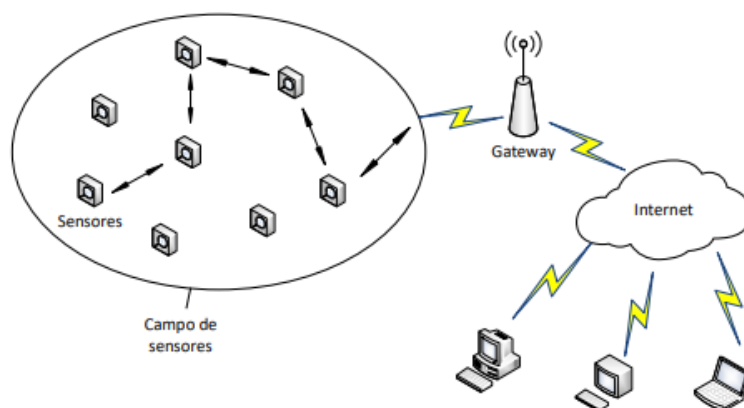 Gateway
Sensores
Internet
Campo de
sensores